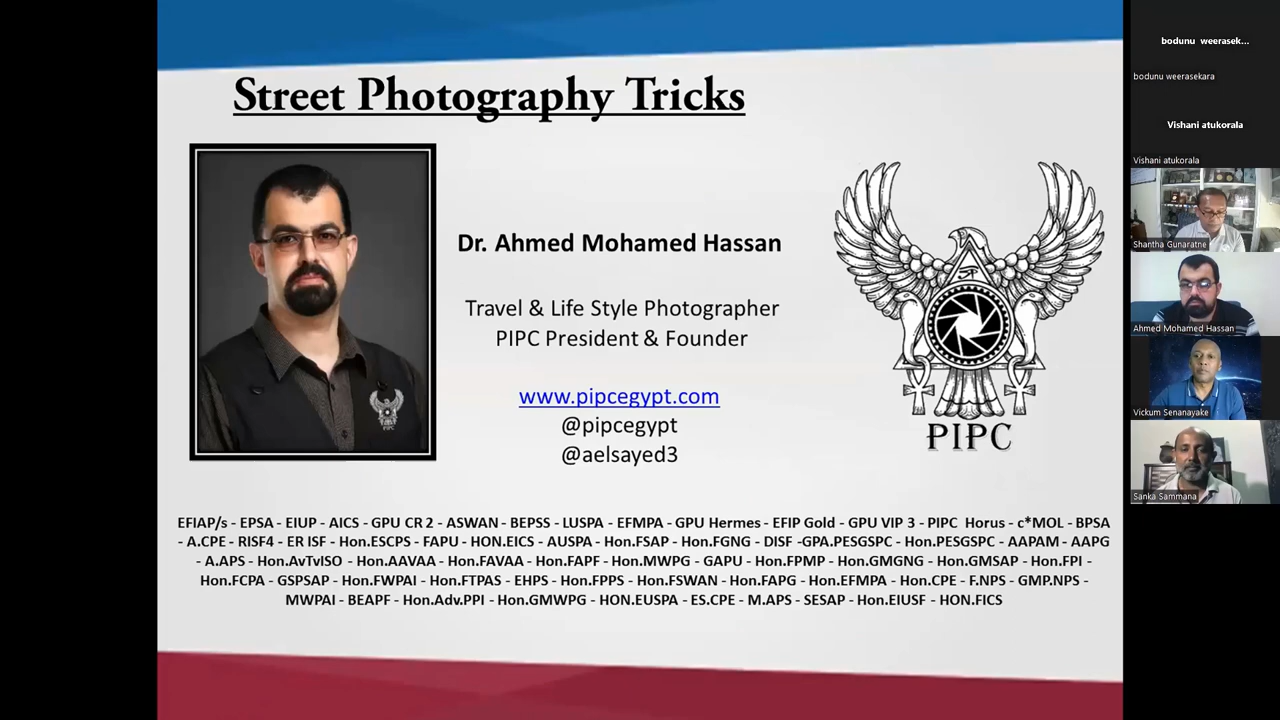 Street Photography Tricks
Dr. Ahmed Mohamed Hassan
Travel & Life Style Photographer
PIPC President & Founder
www.pipcegypt.com
@pipcegypt
@aelsayed3
PIPC
PIPC
EFIAP/s - EPSA - EIUP - AICS - GPU CR 2 - ASWAN - BEPSS - LUSPA - EFMPA - GPU Hermes - EFIP Gold - GPU VIP 3 - PIPC Horus - c*MOL - BPSA
- A.CPE - RISF4 - ER ISF - Hon.ESCPS - FAPU - HON.EICS - AUSPA - Hon.FSAP - Hon.FGNG - DISF -GPA.PESGSPC - Hon.PESGSPC - AAPAM - AAPG
- A.APS - Hon.AvTvISO - Hon.AAVAA - Hon.FAVAA - Hon.FAPF - Hon.MWPG - GAPU - Hon.FPMP - Hon.GMGNG - Hon.GMSAP - Hon.FPI -
Hon.FCPA - GSPSAP - Hon.FWPAI - Hon.FTPAS - EHPS - Hon.FPPS - Hon.FSWAN - Hon.FAPG - Hon.EFMPA - Hon.CPE - F.NPS - GMP.NPS -
MWPAI - BEAPF - Hon.Adv.PPI - Hon.GMWPG - HON.EUSPA - ES.CPE - M.APS - SESAP - Hon.EIUSF - HON.FICS
bodunu weerasek...
bodunu weerasekara
Vishani atukorala
Vishani atukorala
Shantha Gunaratne
Ahmed Mohamed Hassan
Vickum Senanayake
Sanka Sammana